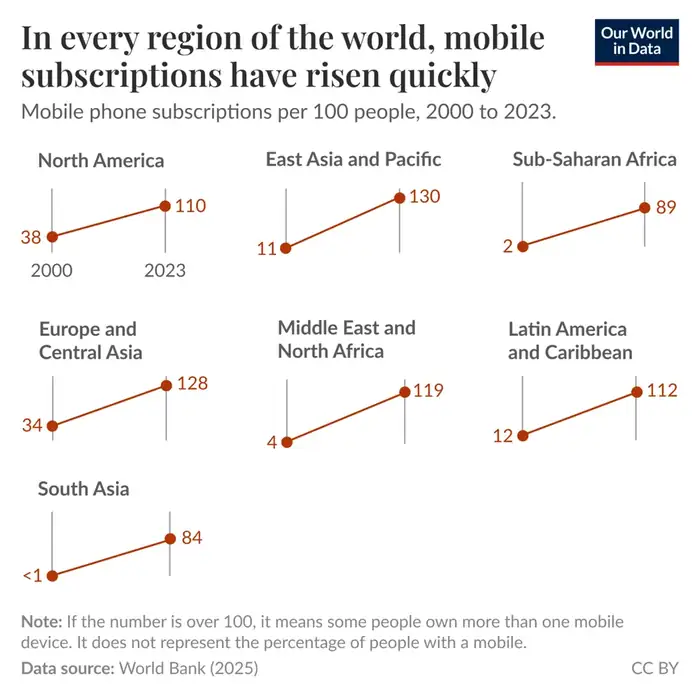 In every region of the world, mobile
subscriptions have risen quickly
Our World
in Data
Mobile phone subscriptions per 100 people, 2000 to 2023.
North America
38
110
2000
2023
East Asia and Pacific
11
130
Sub-Saharan Africa
2
89
Europe and
Central Asia
34
128
Middle East and
North Africa
4
119
Latin America
and Caribbean
12
112
South Asia
<1
84
Note: If the number is over 100, it means some people own more than one mobile
device. It does not represent the percentage of people with a mobile.
Data source: World Bank (2025)
CC BY